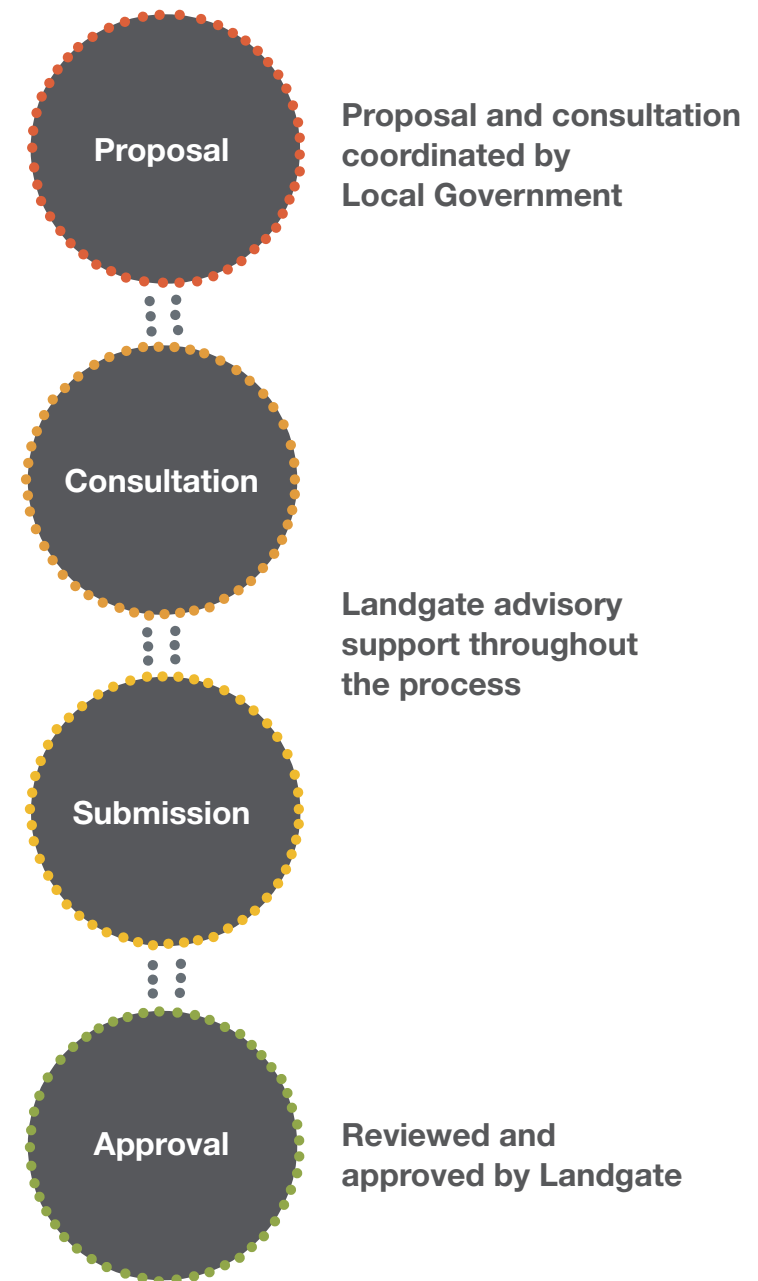 Proposal
Proposal and consultation
coordinated by
Local Government
Consultation
Landgate advisory
support throughout
the process
Submission
Approval
Reviewed and
approved by Landgate